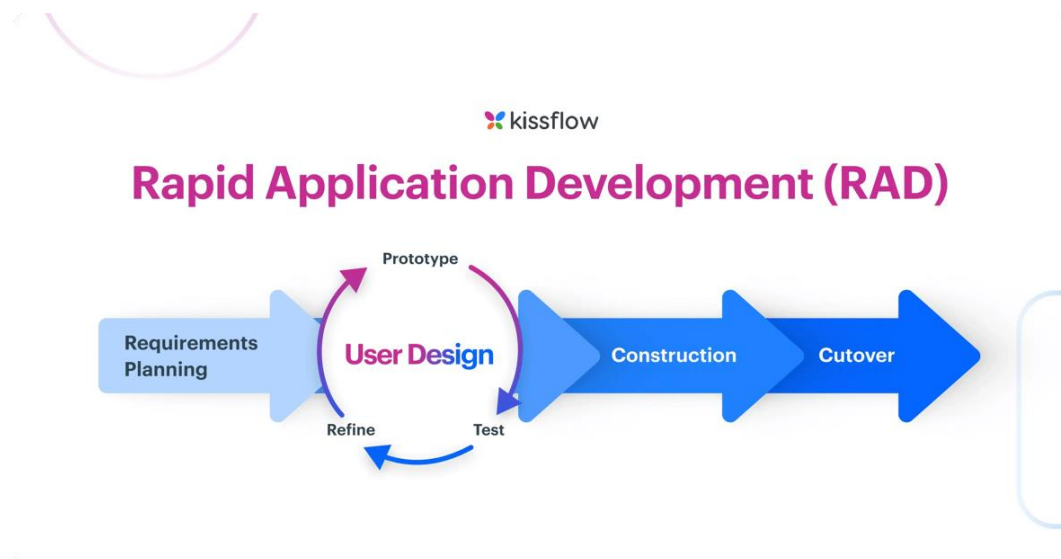 kissflow
Rapid Application Development (RAD)
Prototype
Requirements
Planning
User Design
Construction
Cutover
Refine
Test